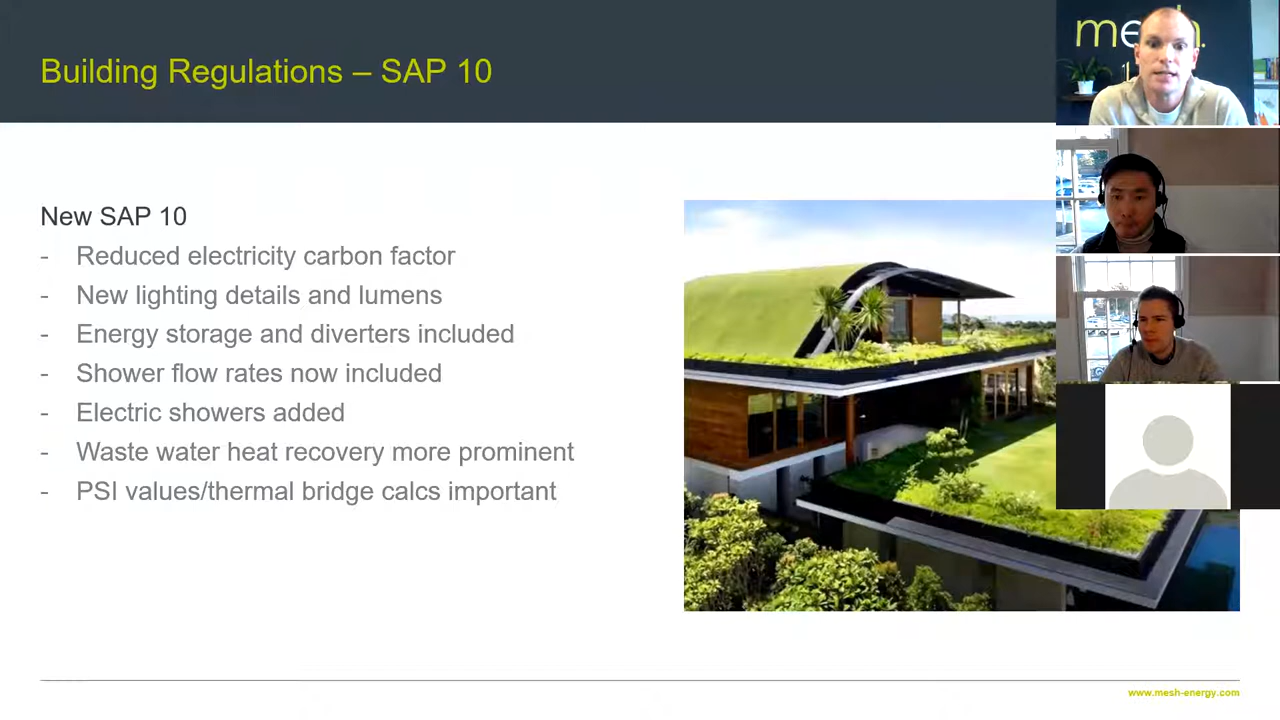 Building Regulations – SAP 10
New SAP 10
- Reduced electricity carbon factor
- New lighting details and lumens
- Energy storage and diverters included
- Shower flow rates now included
- Electric showers added
- Waste water heat recovery more prominent
- PSI values/thermal bridge calcs important
www.mesh-energy.com